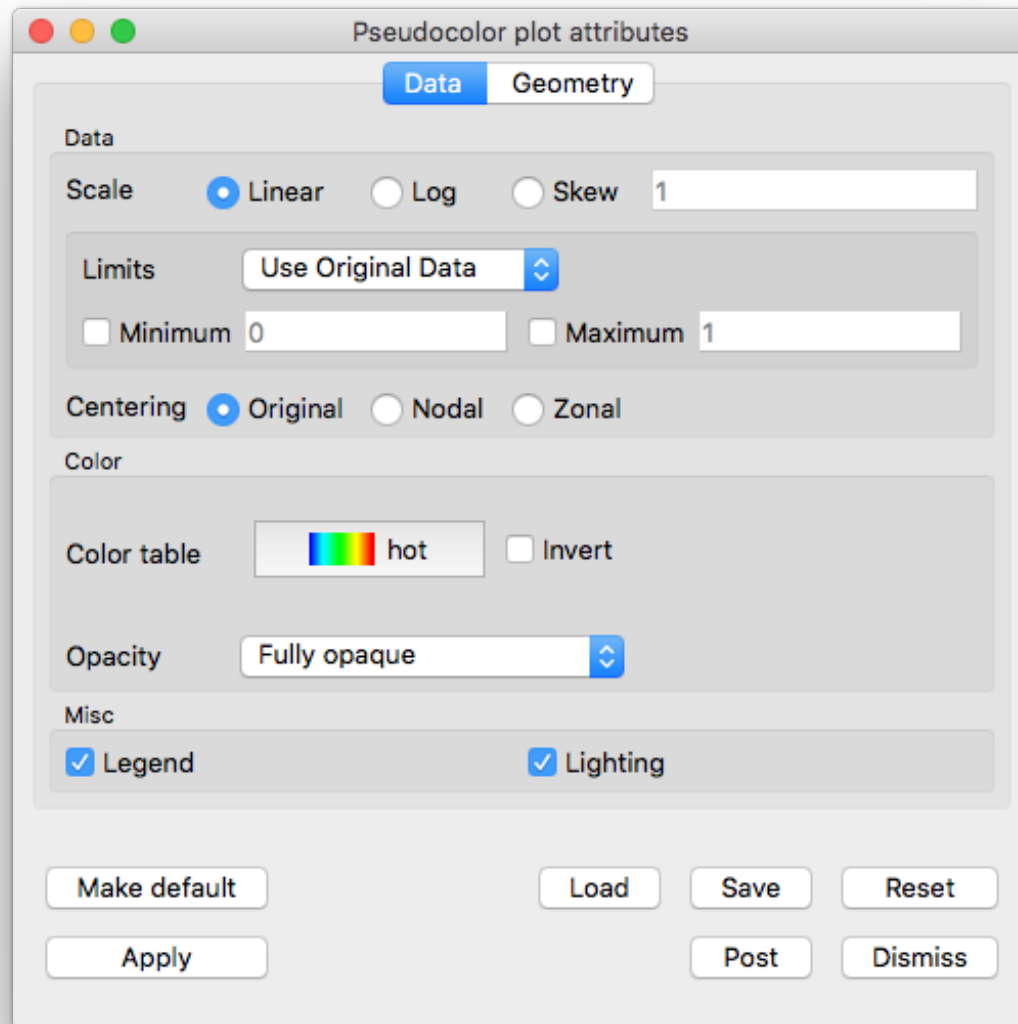 Pseudocolor plot attributes
Data Geometry
Data
Scale Linear Log Skew 1
Limits Use Original Data
Minimum 0 Maximum 1
Centering Original Nodal Zonal
Color
Color table hot Invert
Opacity Fully opaque
Misc
Legend Lighting
Make default Load Save Reset
Apply Post Dismiss